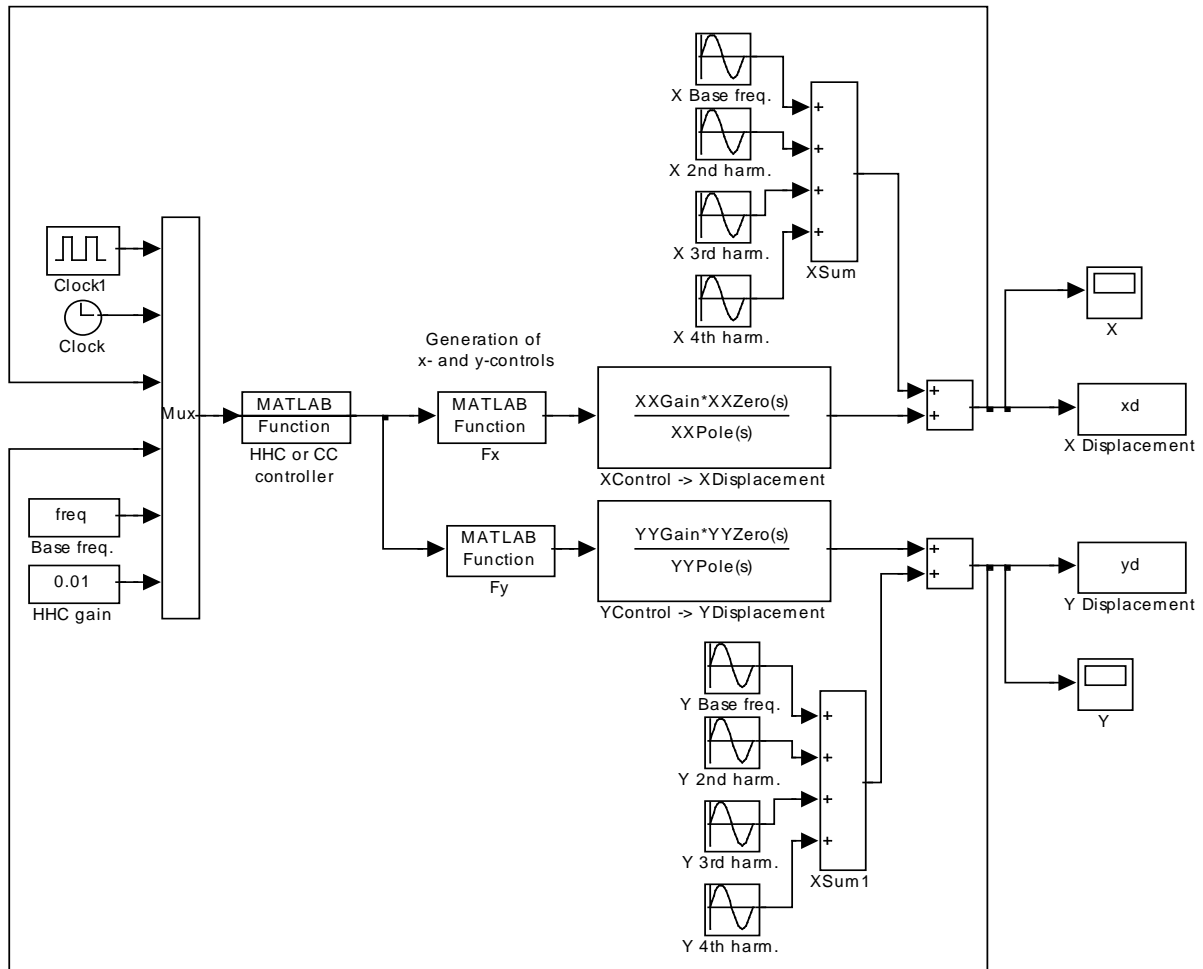 X Base freq.
+
X 2nd harm.
+
X 3rd harm.
+
X 4th harm.
+
XSum
Clock1
Clock
Mux
freq
Base freq.
0.01
HHC gain
MATLAB
Function
HHC or CC
controller
Generation of
x- and y-controls
MATLAB
Function
Fx
XXGain*XXZero(s)
XXPole(s)
XControl -> XDisplacement
+
+
X
xd
X Displacement
MATLAB
Function
Fy
YYGain*YYZero(s)
YYPole(s)
YControl -> YDisplacement
+
+
yd
Y Displacement
Y
Y Base freq.
+
Y 2nd harm.
+
Y 3rd harm.
+
Y 4th harm.
+
XSum1